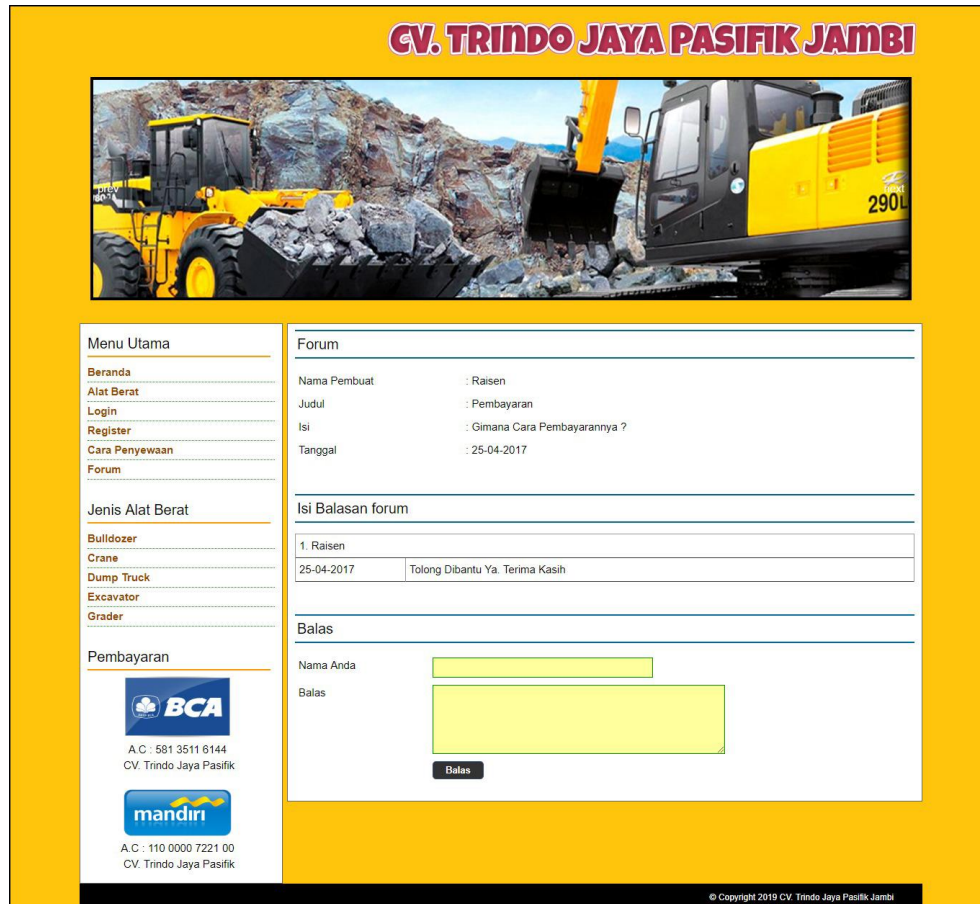 CV. TRINDO JAYA PASIFIK JAMBI
prev
next
290L
Menu Utama
Beranda
Alat Berat
Login
Register
Cara Penyewaan
Forum
Jenis Alat Berat
Bulldozer
Crane
Dump Truck
Excavator
Grader
Pembayaran
BCA
A.C : 581 3511 6144
CV. Trindo Jaya Pasifik
mandiri
A.C : 110 0000 7221 00
CV. Trindo Jaya Pasifik
Forum
Nama Pembuat : Raisen
Judul : Pembayaran
Isi : Gimana Cara Pembayarannya ?
Tanggal : 25-04-2017
Isi Balasan forum
1. Raisen
25-04-2017 Tolong Dibantu Ya. Terima Kasih
Balas
Nama Anda
Balas
Balas
© Copyright 2019 CV. Trindo Jaya Pasifik Jambi